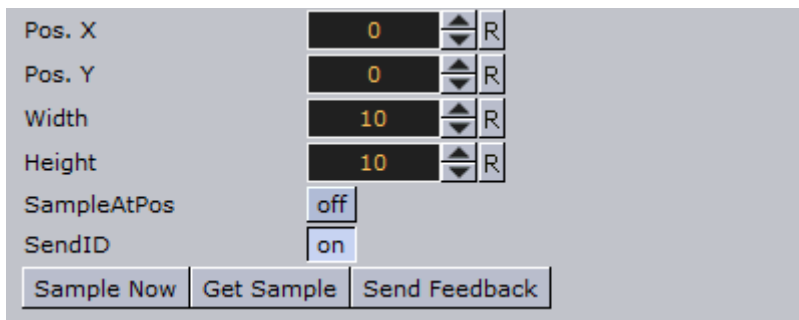 Pos. X 0 R
Pos. Y 0 R
Width 10 R
Height 10 R
SampleAtPos off
SendID on
Sample Now Get Sample Send Feedback